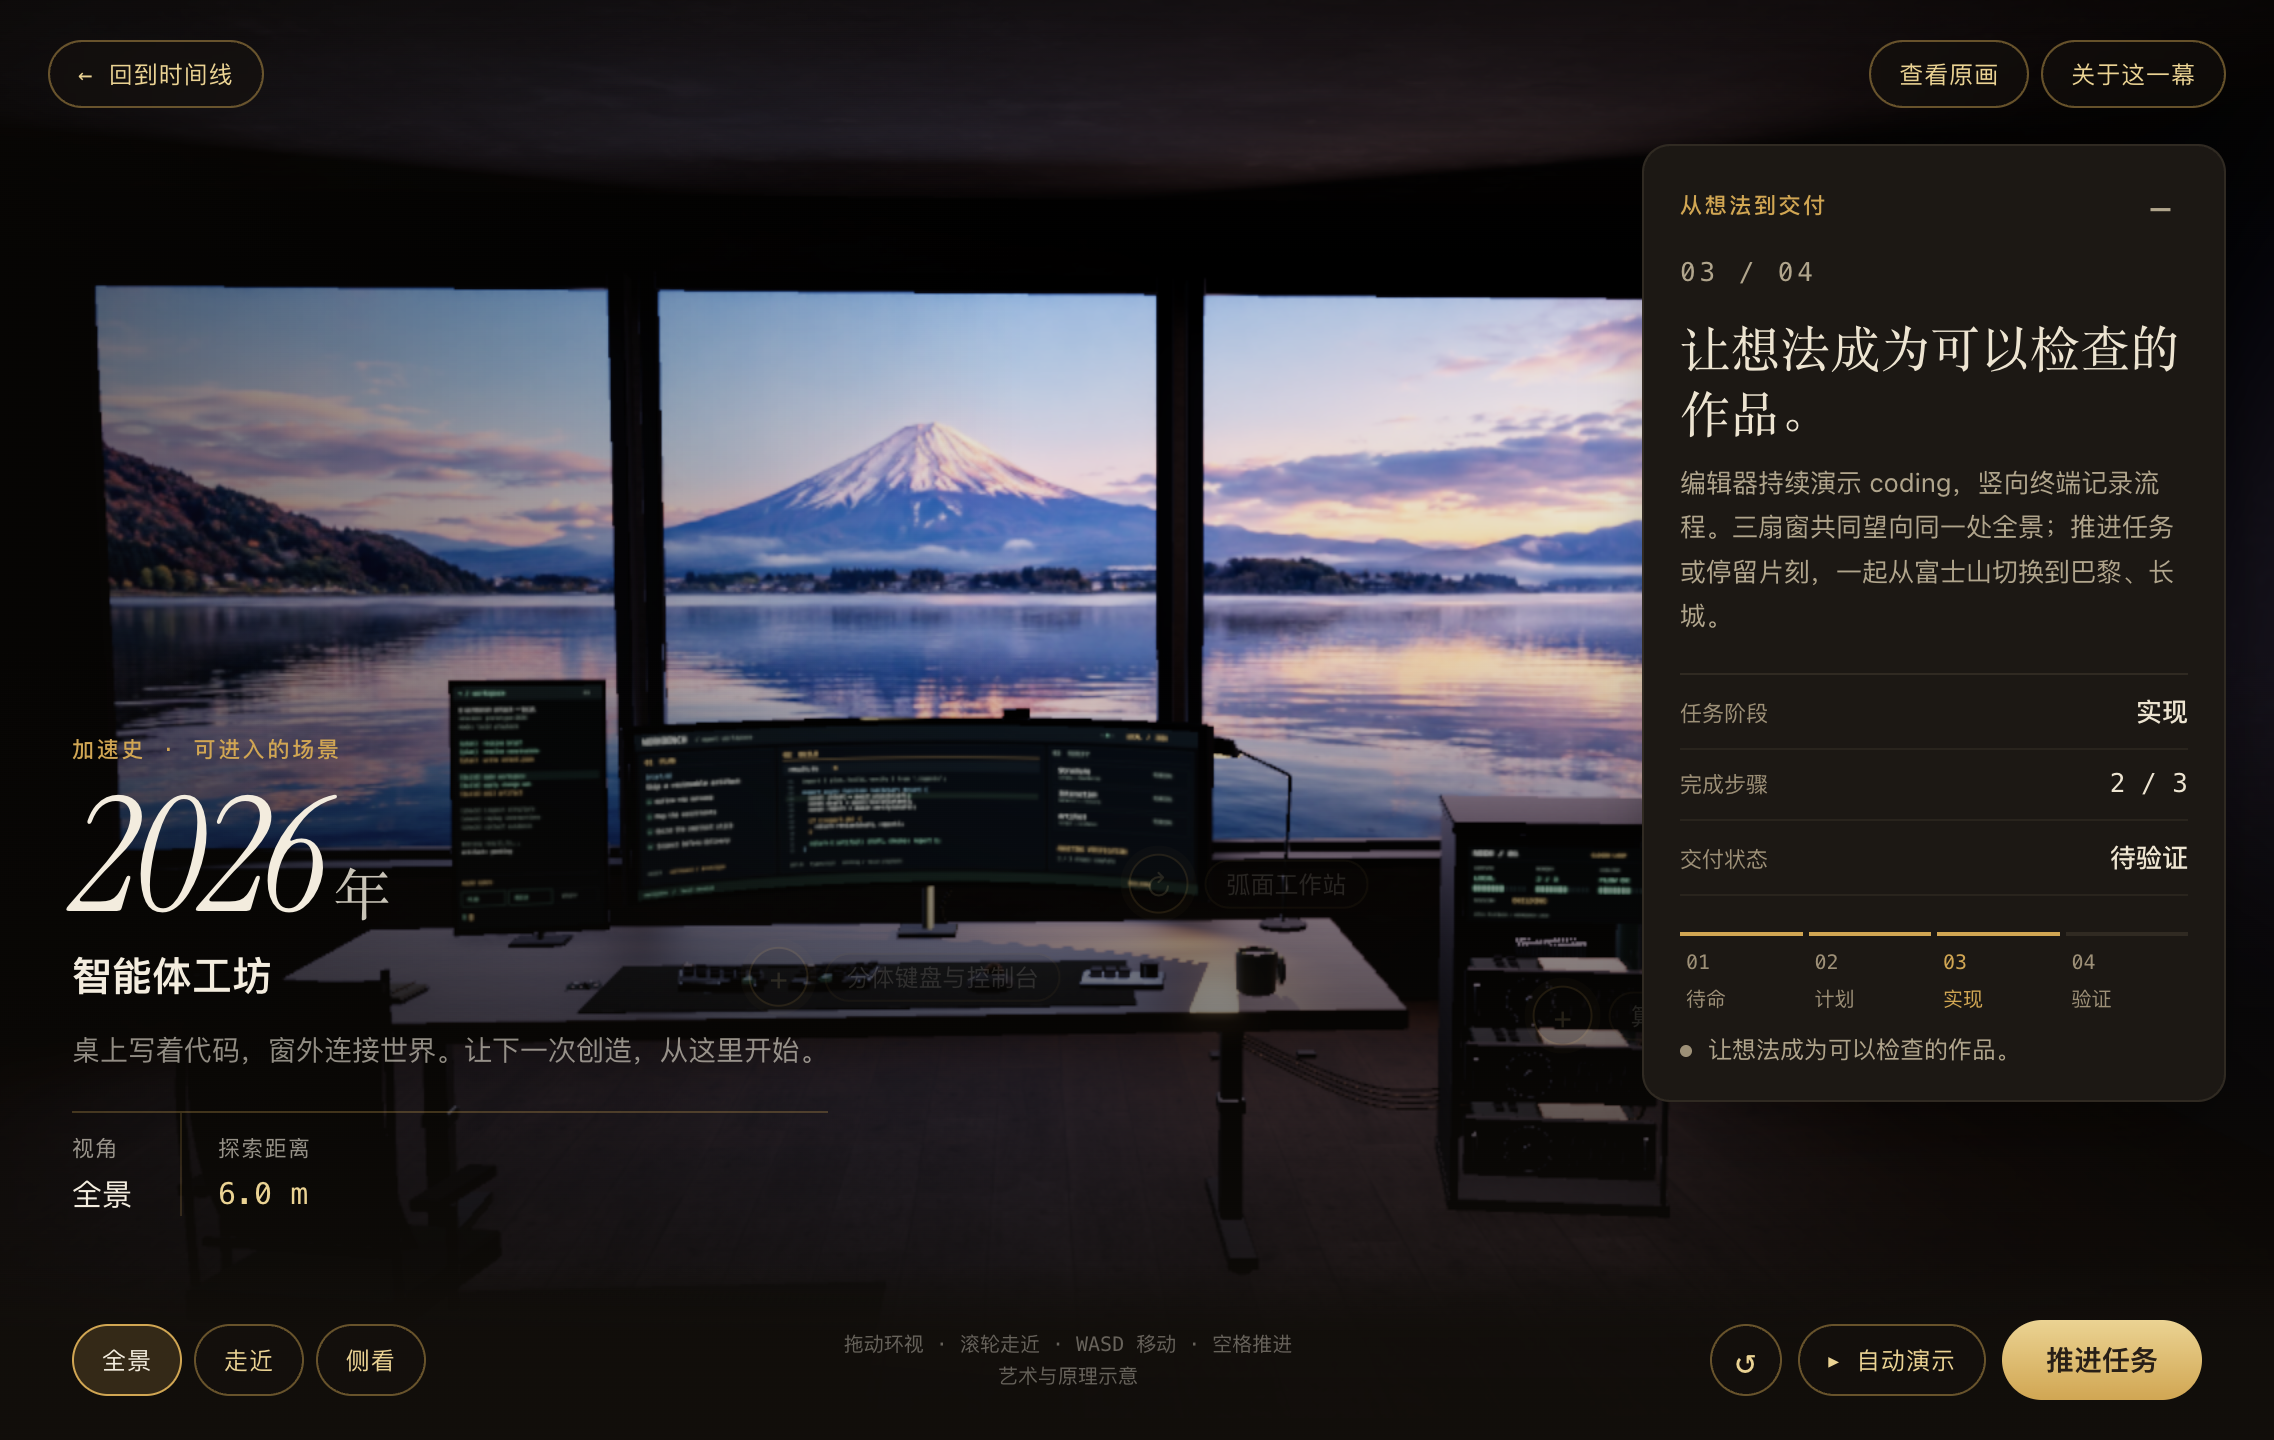 ← 回到时间线
查看原画
关于这一幕
从想法到交付
03 / 04
让想法成为可以检查的
作品。
编辑器持续演示 coding，竖向终端记录流
程。三扇窗共同望向同一处全景；推进任务
或停留片刻，一起从富士山切换到巴黎、长
城。
任务阶段 实现
完成步骤 2 / 3
交付状态 待验证
01 02 03 04
待命 计划 实现 验证
让想法成为可以检查的作品。
加速史 · 可进入的场景
2026年
智能体工坊
桌上写着代码，窗外连接世界。让下一次创造，从这里开始。
视角 探索距离
全景 6.0 m
弧面工作站
分体键盘与控制台
全景 走近 侧看
拖动环视 · 滚轮走近 · WASD 移动 · 空格推进
艺术与原理示意
↺ ▸ 自动演示 推进任务